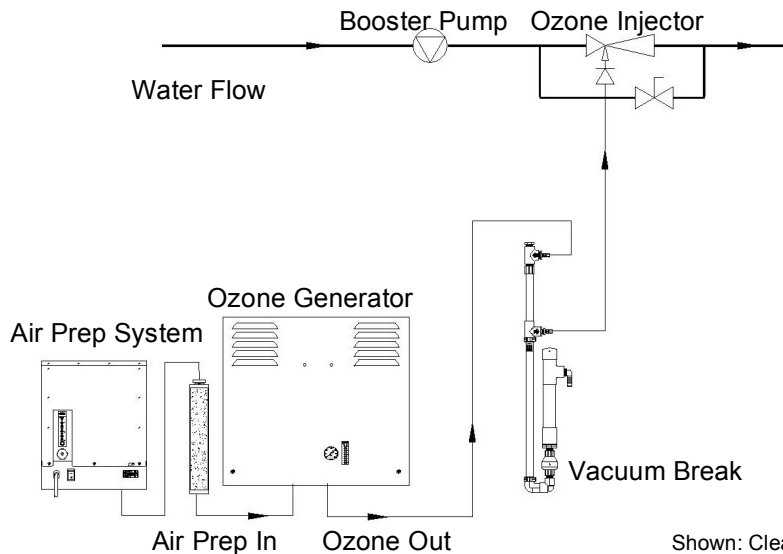 Booster Pump Ozone Injector
Water Flow
Ozone Generator
Air Prep System
Vacuum Break
Air Prep In Ozone Out
Shown: